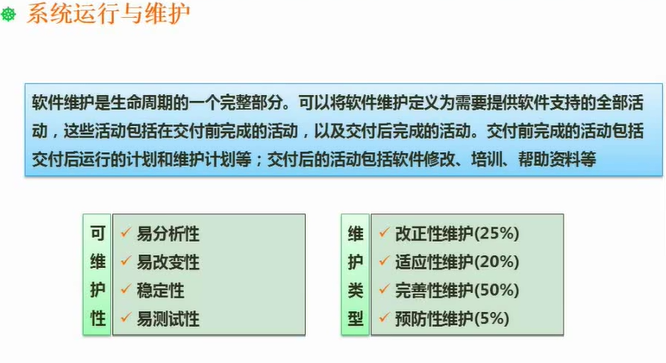 系统运行与维护
软件维护是生命周期的一个完整部分。可以将软件维护定义为需要提供软件支持的全部活
动，这些活动包括在交付前完成的活动，以及交付后完成的活动。交付前完成的活动包括
交付后运行的计划和维护计划等；交付后的活动包括软件修改、培训、帮助资料等
可维护性
易分析性
易改变性
稳定性
易测试性
维护类型
改正性维护(25%)
适应性维护(20%)
完善性维护(50%)
预防性维护(5%)